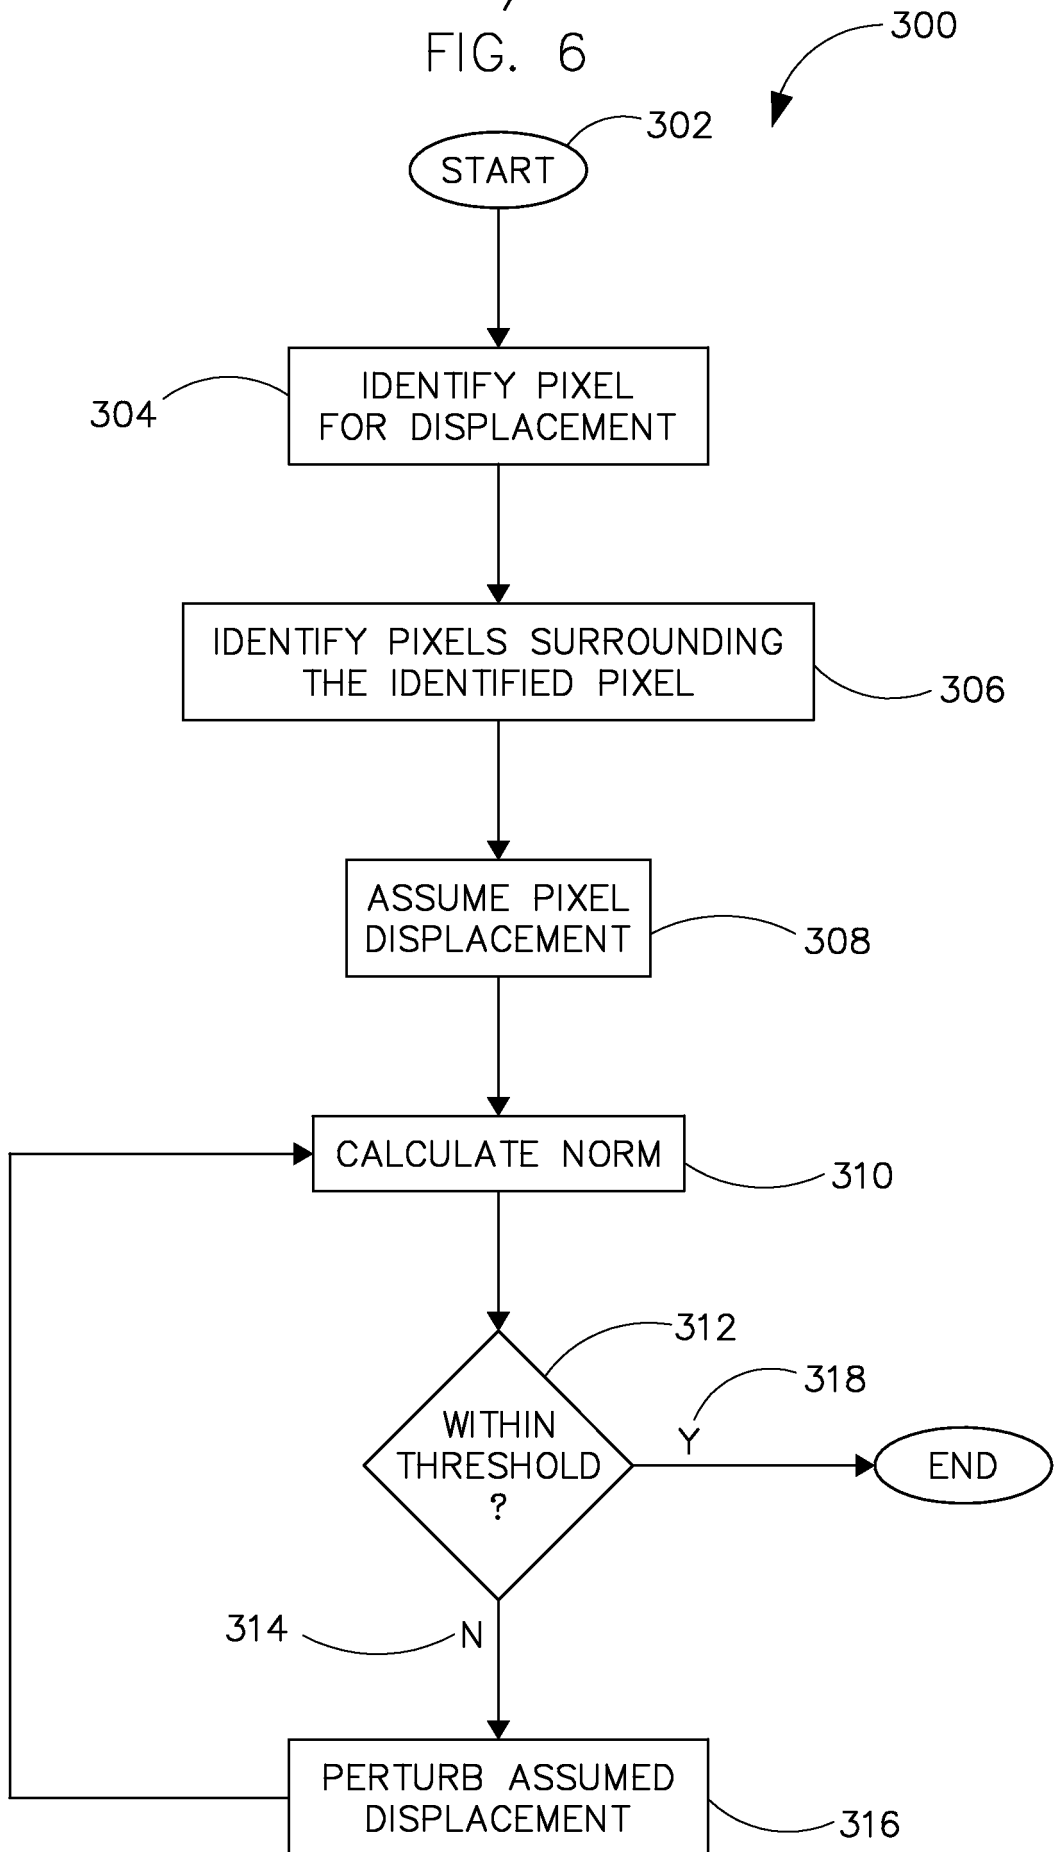 FIG. 6
300
302
START
304
IDENTIFY PIXEL
FOR DISPLACEMENT
IDENTIFY PIXELS SURROUNDING
THE IDENTIFIED PIXEL
306
ASSUME PIXEL
DISPLACEMENT
308
CALCULATE NORM
310
312
318
WITHIN
THRESHOLD
?
Y
END
314
N
PERTURB ASSUMED
DISPLACEMENT
316